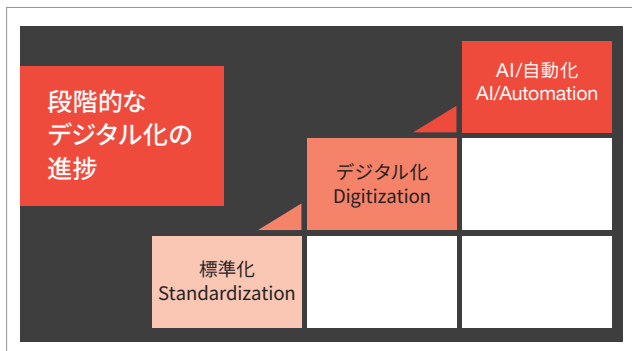 段階的な
デジタル化の
進捗
AI/自動化
AI/Automation
デジタル化
Digitization
標準化
Standardization